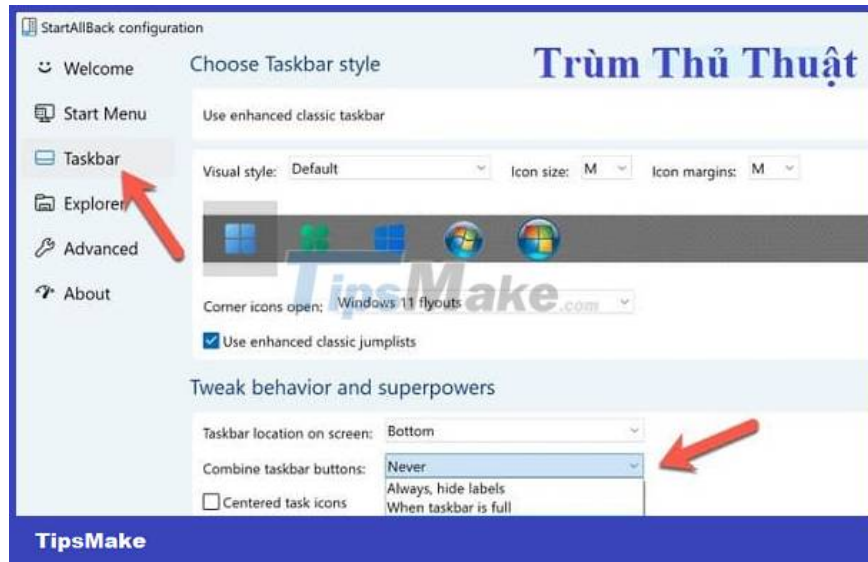 StartAllBack configuration
Trùm Thủ Thuật
Welcome
Start Menu
Taskbar
Explorer
Advanced
About
Choose Taskbar style
Use enhanced classic taskbar
Visual style: Default Icon size: M Icon margins: M
TipsMake.com
Corner icons open: Windows 11 flyouts
Use enhanced classic jumplists
Tweak behavior and superpowers
Taskbar location on screen: Bottom
Combine taskbar buttons: Never
Always, hide labels
Centered task icons When taskbar is full
TipsMake